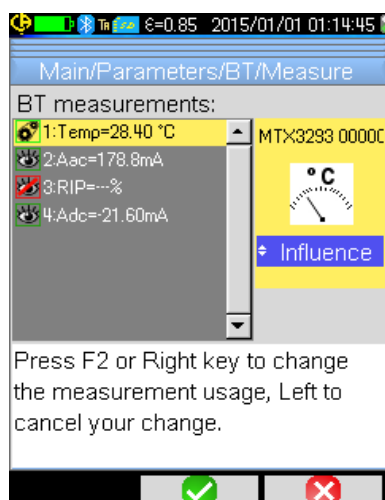 ε=0.85 2015/01/01 01:14:45
Main/Parameters/BT/Measure
BT measurements:
1:Temp=28.40 °C
2:Aac=178.8mA
3:RIP=---%
4:Adc=-21.60mA
MTX3293 0000
°C
Influence
Press F2 or Right key to change
the measurement usage, Left to
cancel your change.